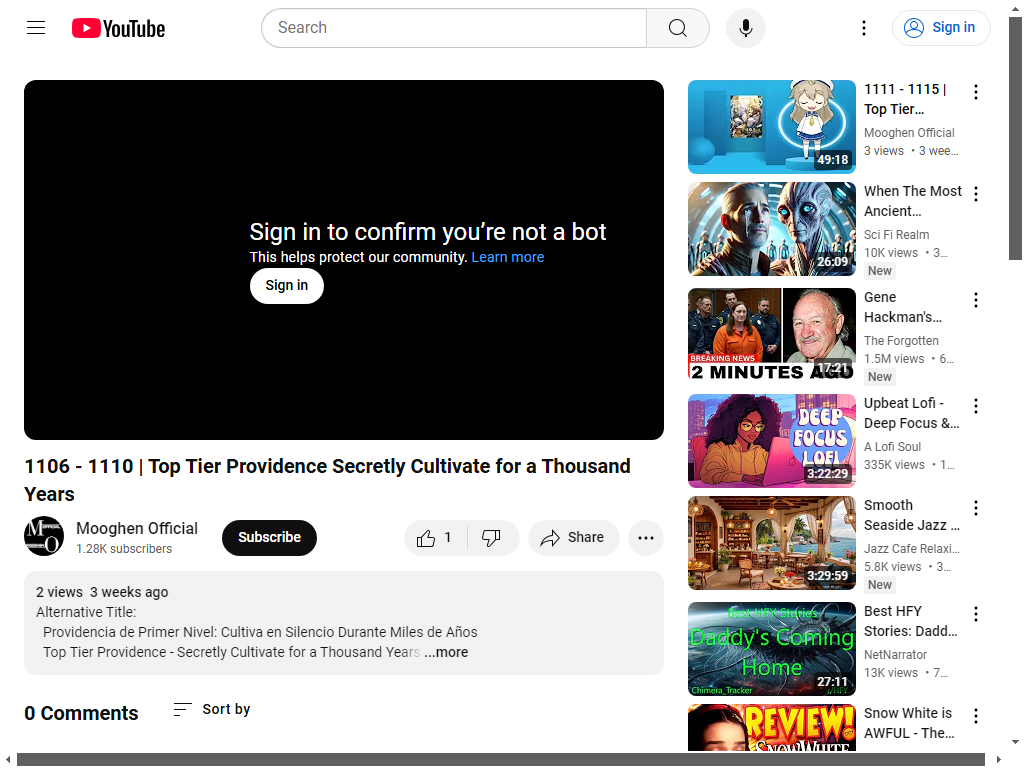 YouTube
Search
Sign in
Sign in to confirm you're not a bot
This helps protect our community. Learn more
Sign in
1106 - 1110 | Top Tier Providence Secretly Cultivate for a Thousand
Years
Mooghen Official
1.28K subscribers
Subscribe
1
Share
2 views 3 weeks ago
Alternative Title:
Providencia de Primer Nivel: Cultiva en Silencio Durante Miles de Años
Top Tier Providence - Secretly Cultivate for a Thousand Years ...more
0 Comments
Sort by
49:18
1111 - 1115 |
Top Tier...
Mooghen Official
3 views • 3 wee...
26:09
When The Most
Ancient...
Sci Fi Realm
10K views • 3...
New
BREAKING NEWS
2 MINUTES AGO
17:21
Gene
Hackman's...
The Forgotten
1.5M views • 6...
New
DEEP
FOCUS
LOFI
3:22:29
Upbeat Lofi -
Deep Focus &...
A Lofi Soul
335K views • 1...
3:29:59
Smooth
Seaside Jazz ...
Jazz Cafe Relaxi...
5.8K views • 3...
New
Best HFY Stories
Daddy's Coming
Home
Chimera_Tracker
r/HFY
27:11
Best HFY
Stories: Dadd...
NetNarrator
13K views • 7...
REVIEW!
SNOW WHITE
Snow White is
AWFUL - The...